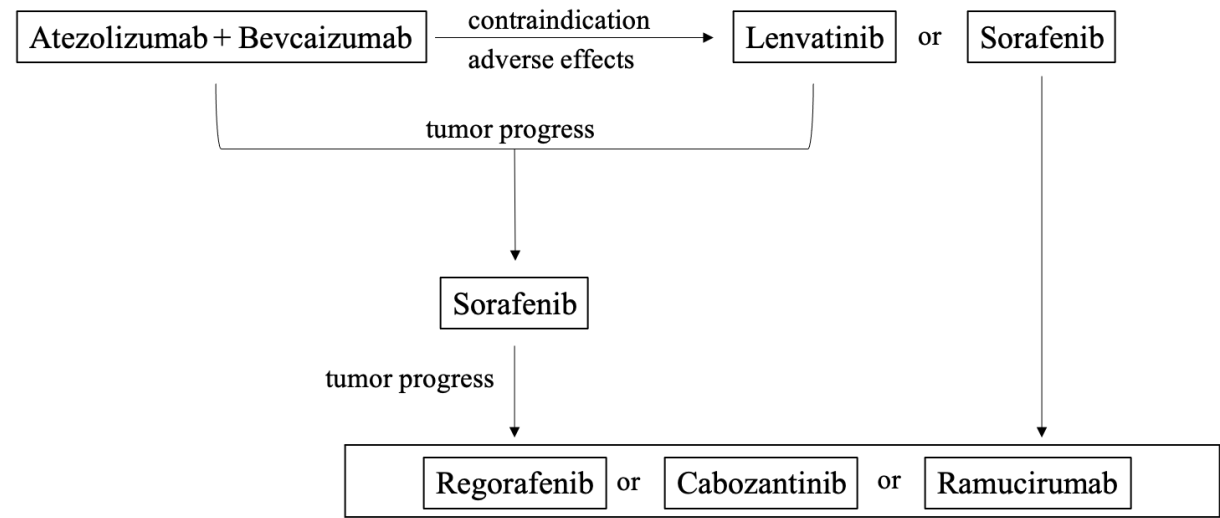 contraindication
Atezolizumab + Bevcaizumab
Lenvatinib or Sorafenib
adverse effects
tumor progress
Sorafenib
tumor progress
Regorafenib or Cabozantinib or Ramucirumab